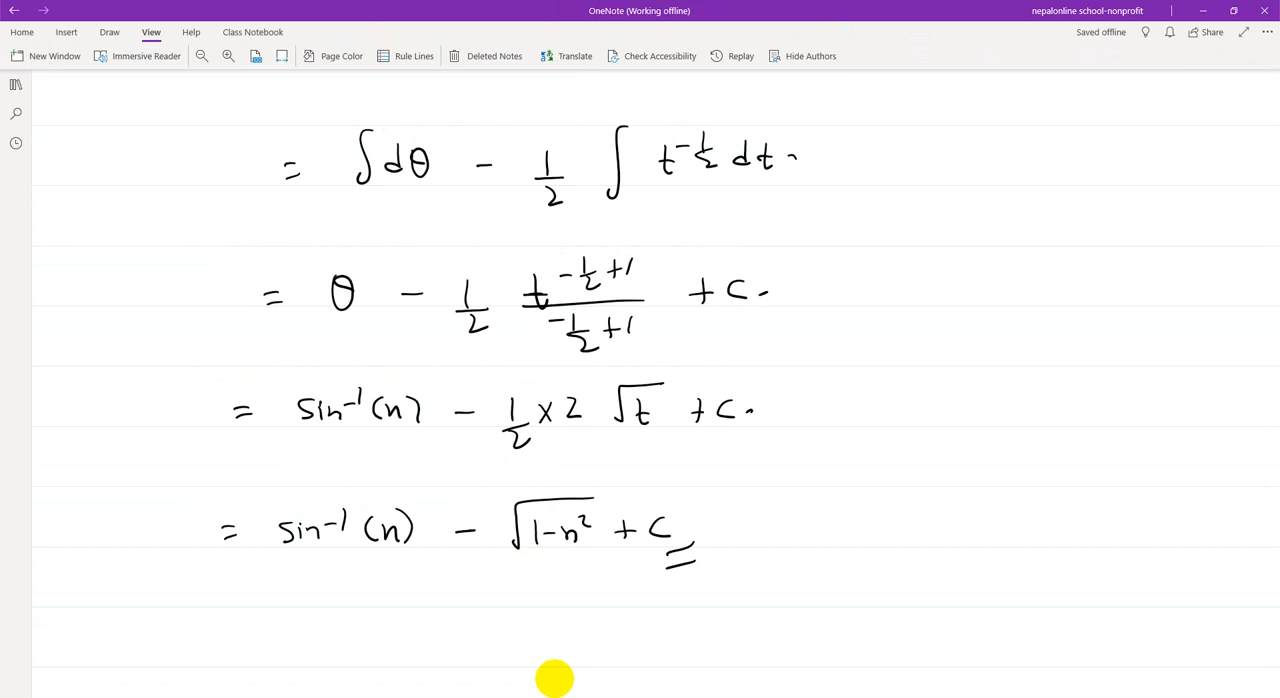 OneNote (Working offline)
nepalonline school-nonprofit
Home Insert Draw View Help Class Notebook
Saved offline Share
New Window Immersive Reader Page Color Rule Lines Deleted Notes Translate Check Accessibility Replay Hide Authors
= ∫dθ - 1/2 ∫ t^{-1/2} dt.
= θ - 1/2 t^{-1/2+1}/(-1/2+1) + c.
= sin⁻¹(n) - 1/2 × 2 √t + c.
= sin⁻¹(n) - √(1-n²) + c